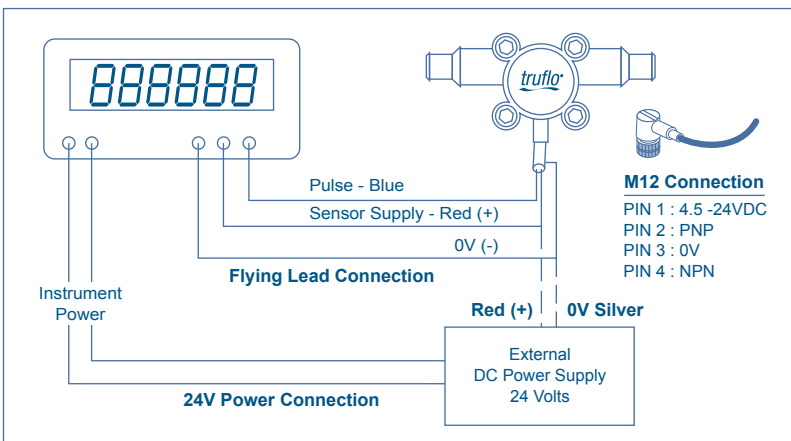 888888
truflo
Pulse - Blue
Sensor Supply - Red (+)
0V (-)
Flying Lead Connection
Instrument
Power
Red (+)
0V Silver
External
DC Power Supply
24 Volts
24V Power Connection
M12 Connection
PIN 1 : 4.5 -24VDC
PIN 2 : PNP
PIN 3 : 0V
PIN 4 : NPN